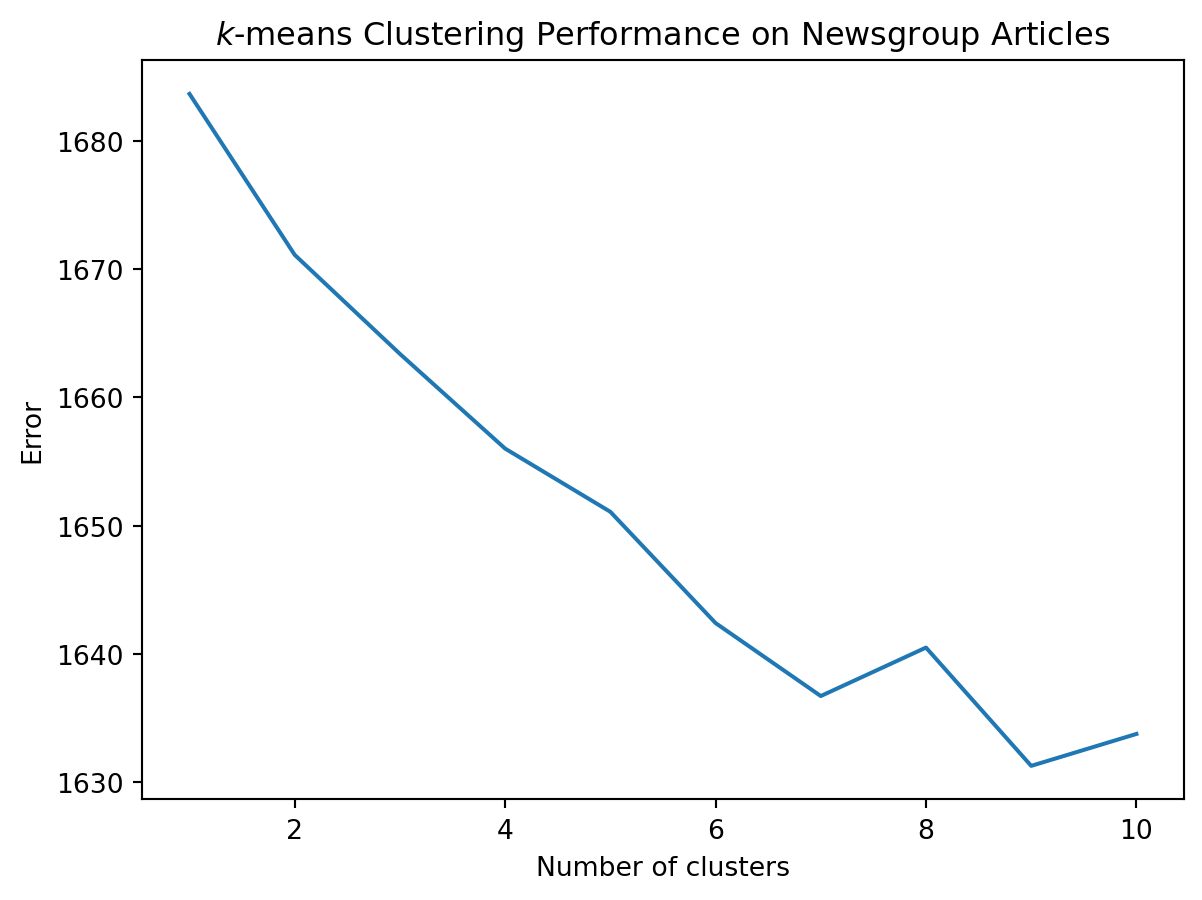 k-means Clustering Performance on Newsgroup Articles
Error
1680
1670
1660
1650
1640
1630
2 4 6 8 10
Number of clusters